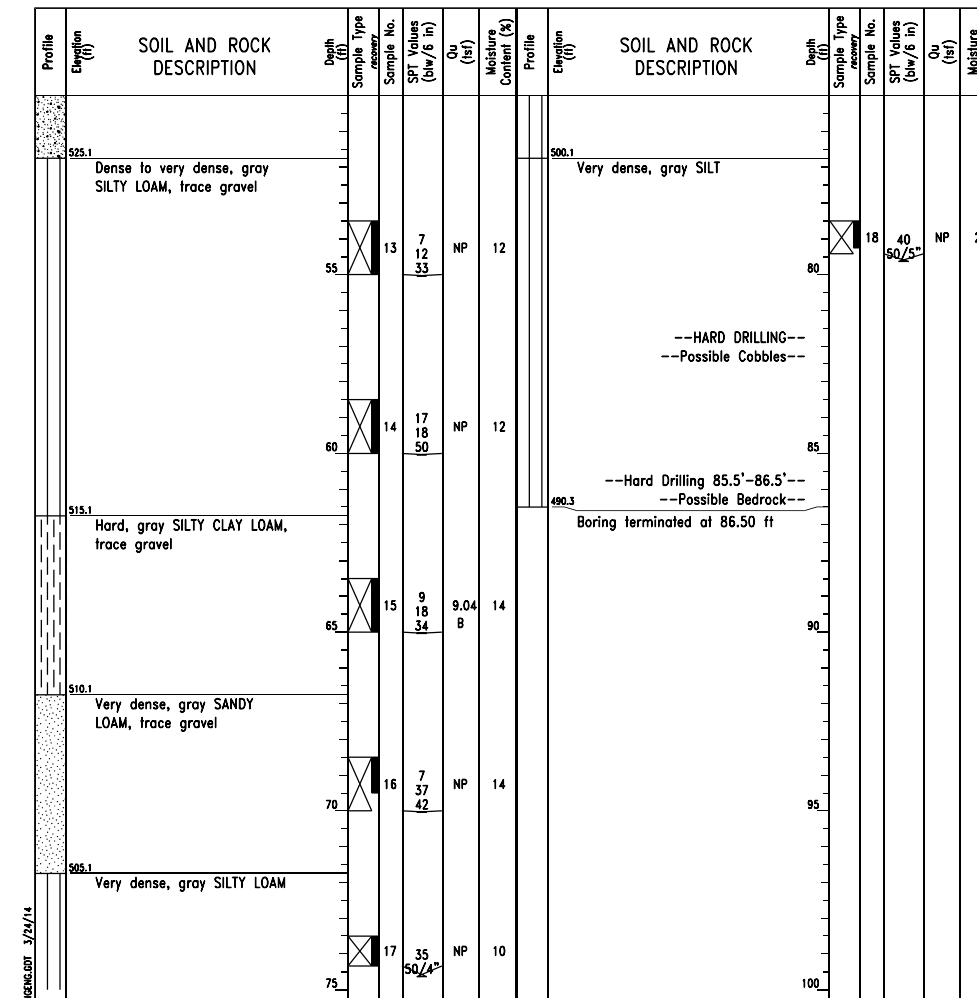 Profile
Elevation
(ft)
SOIL AND ROCK
DESCRIPTION
Depth
(ft)
Sample Type
recovery
Sample No.
SPT Values
(blw/6 in)
Qu
(tsf)
Moisture
Content (%)
525.1
Dense to very dense, gray
SILTY LOAM, trace gravel
13
7
12
33
NP
12
55
14
17
18
50
NP
12
60
515.1
Hard, gray SILTY CLAY LOAM,
trace gravel
15
9
18
34
9.04
B
14
65
510.1
Very dense, gray SANDY
LOAM, trace gravel
16
7
37
42
NP
14
70
505.1
Very dense, gray SILTY LOAM
17
35
50/4"
NP
10
75
Profile
Elevation
(ft)
SOIL AND ROCK
DESCRIPTION
Depth
(ft)
Sample Type
recovery
Sample No.
SPT Values
(blw/6 in)
Qu
(tsf)
Moisture
500.1
Very dense, gray SILT
18
40
50/5"
NP
2
80
--HARD DRILLING--
--Possible Cobbles--
85
--Hard Drilling 85.5'-86.5'--
--Possible Bedrock--
490.3
Boring terminated at 86.50 ft
90
95
100
NGENG.GDT 3/24/14